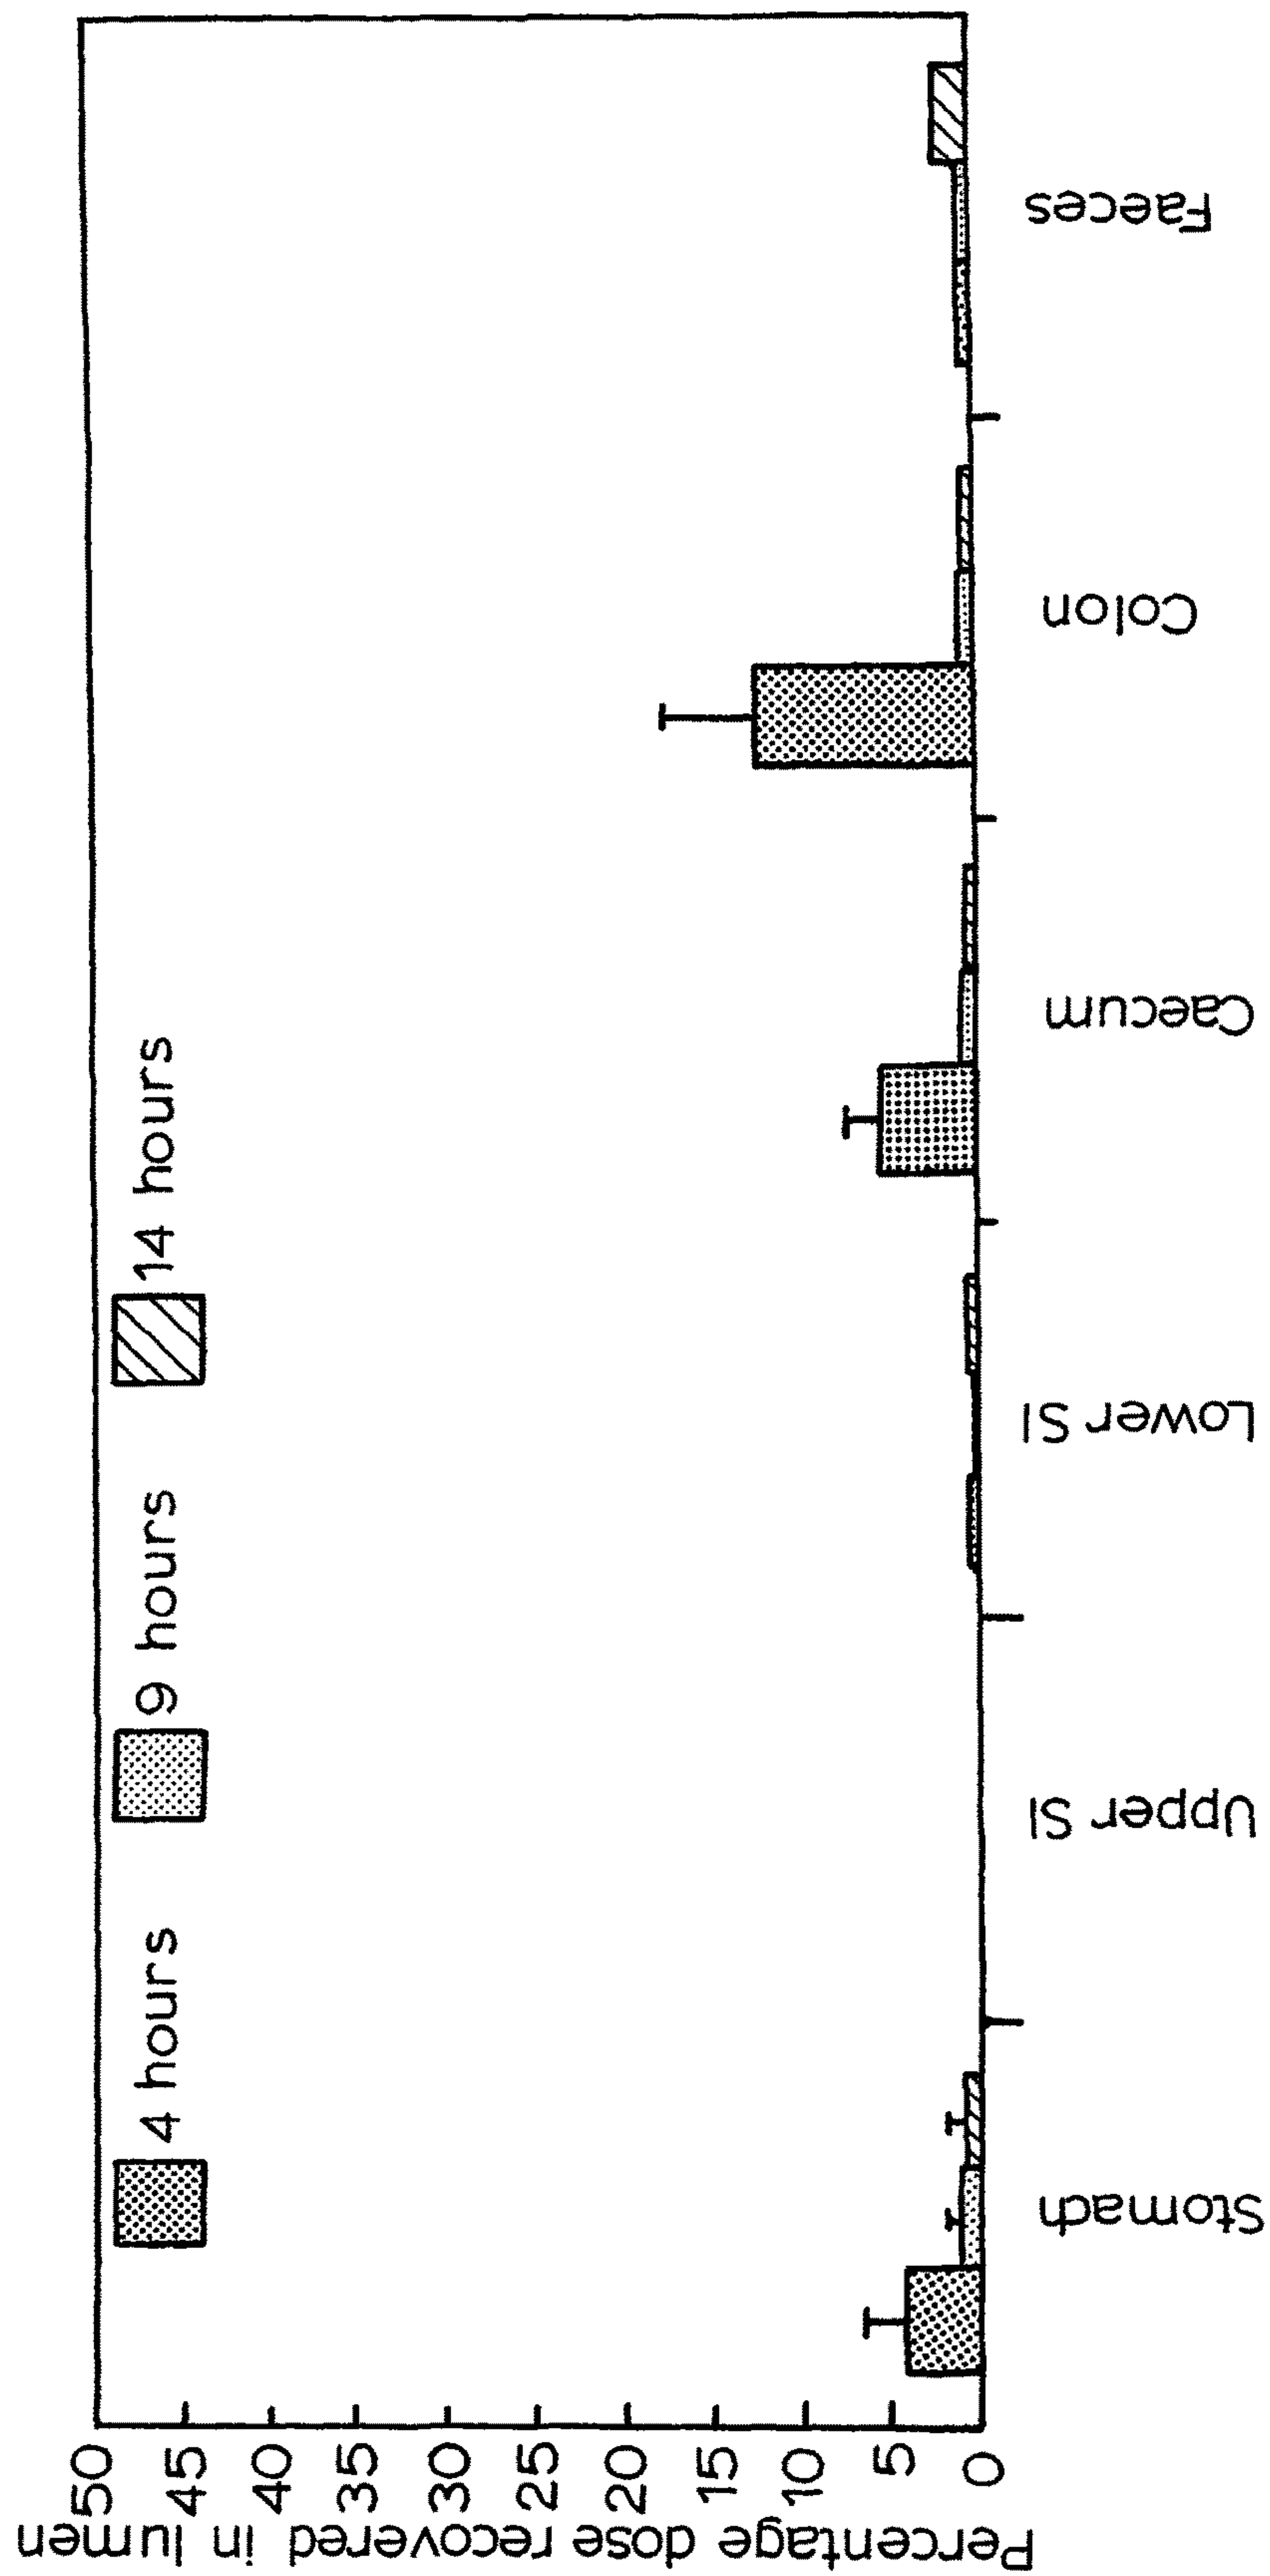 Percentage dose recovered in lumen
50
45
40
35
30
25
20
15
10
5
0
4 hours
9 hours
14 hours
Stomach
Upper SI
Lower SI
Caecum
Colon
Faeces